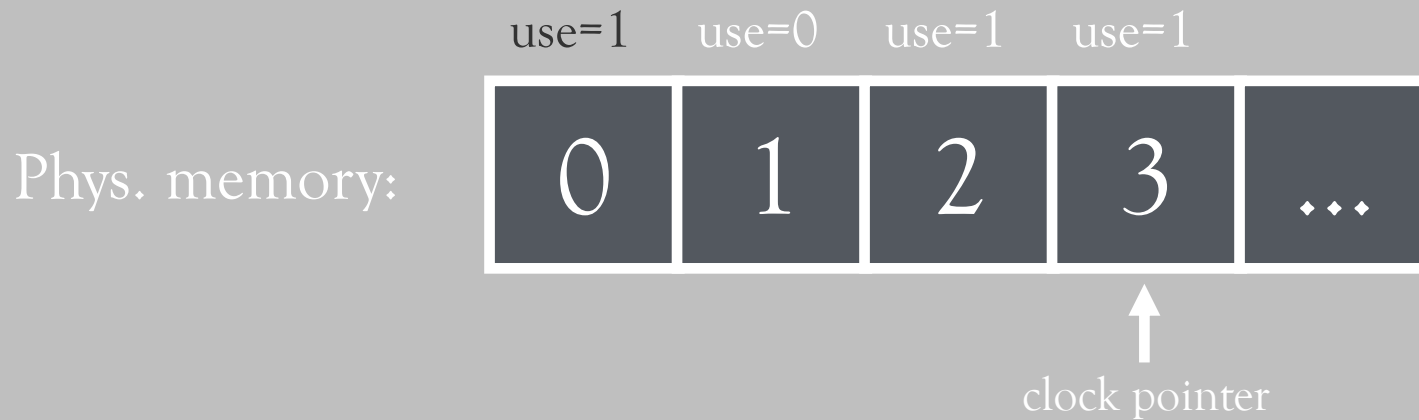 use=1 use=0 use=1 use=1
Phys. memory: 0 1 2 3 ...
clock pointer